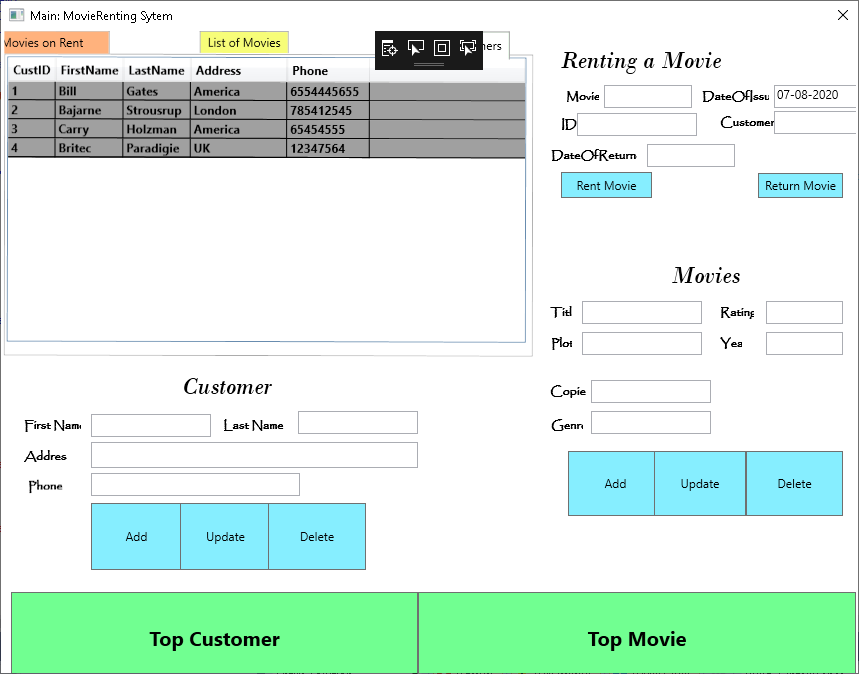 Main: MovieRenting Sytem
Movies on Rent
List of Movies
CustID FirstName LastName Address Phone
1 Bill Gates America 6554445655
2 Bajarne Strousrup London 785412545
3 Carry Holzman America 65454555
4 Britec Paradigie UK 12347564
Renting a Movie
Movie
DateOfIssu 07-08-2020
ID
Customer
DateOfReturn
Rent Movie
Return Movie
Movies
Titl
Rating
Plot
Yea
Copie
Genre
Add
Update
Delete
Customer
First Name
Last Name
Addres
Phone
Add
Update
Delete
Top Customer
Top Movie